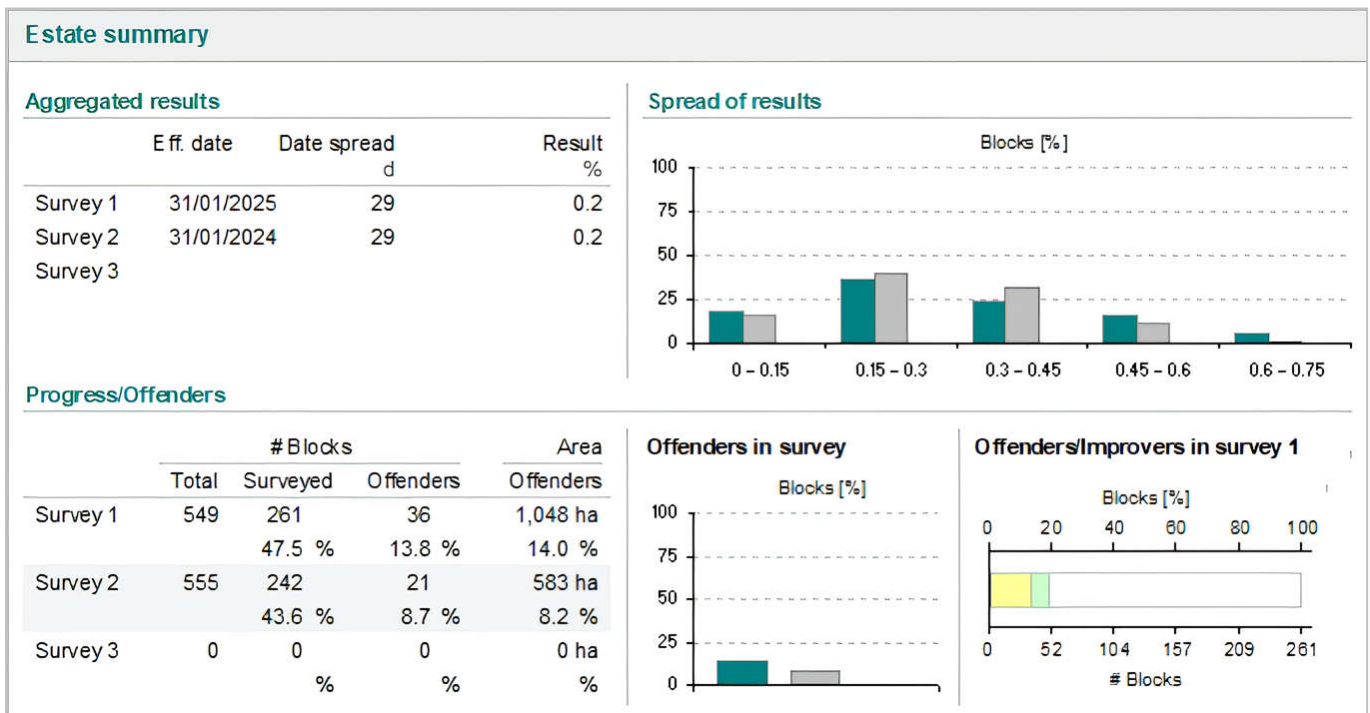 Estate summary
Aggregated results
Eff. date Date spread Result
d %
Survey 1 31/01/2025 29 0.2
Survey 2 31/01/2024 29 0.2
Survey 3
Spread of results
Blocks [%]
100
75
50
25
0
0 – 0.15 0.15 – 0.3 0.3 – 0.45 0.45 – 0.6 0.6 – 0.75
Progress/Offenders
# Blocks Area
Total Surveyed Offenders Offenders
Survey 1 549 261 36 1,048 ha
47.5 % 13.8 % 14.0 %
Survey 2 555 242 21 583 ha
43.6 % 8.7 % 8.2 %
Survey 3 0 0 0 0 ha
% % %
Offenders in survey
Blocks [%]
100
75
50
25
0
Offenders/Improvers in survey 1
Blocks [%]
0 20 40 60 80 100
0 52 104 157 209 261
# Blocks